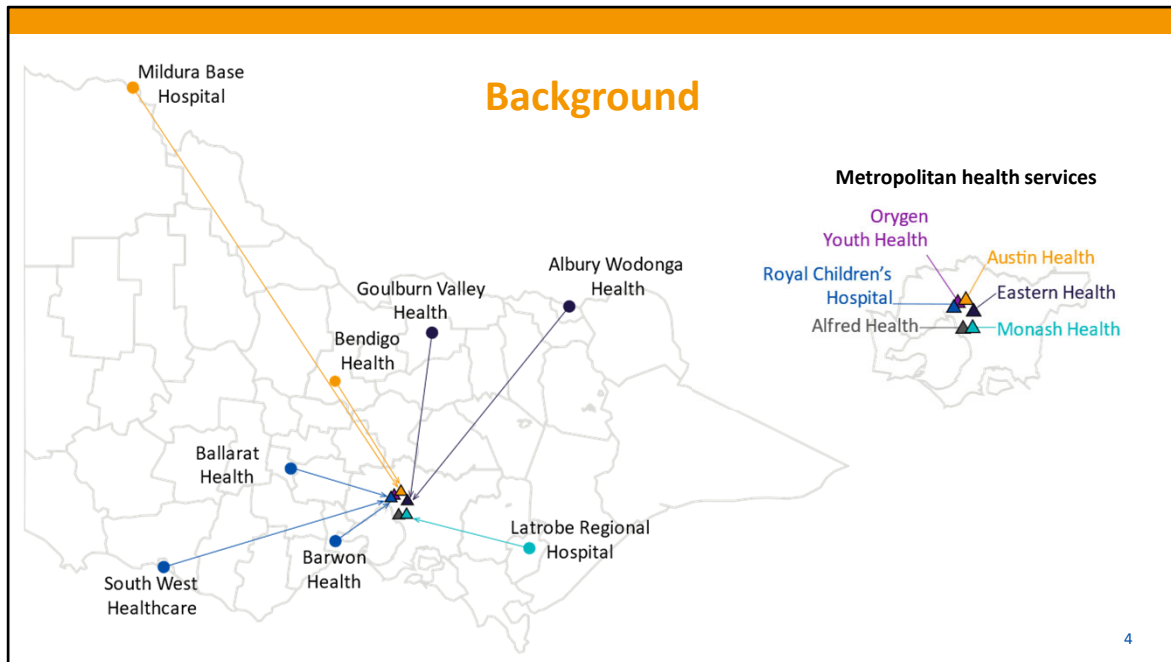 Background
Mildura Base
Hospital
Albury Wodonga
Health
Goulburn Valley
Health
Bendigo
Health
Ballarat
Health
South West
Healthcare
Barwon
Health
Latrobe Regional
Hospital
Metropolitan health services
Orygen
Youth Health
Austin Health
Royal Children's
Hospital
Eastern Health
Alfred Health
Monash Health
4